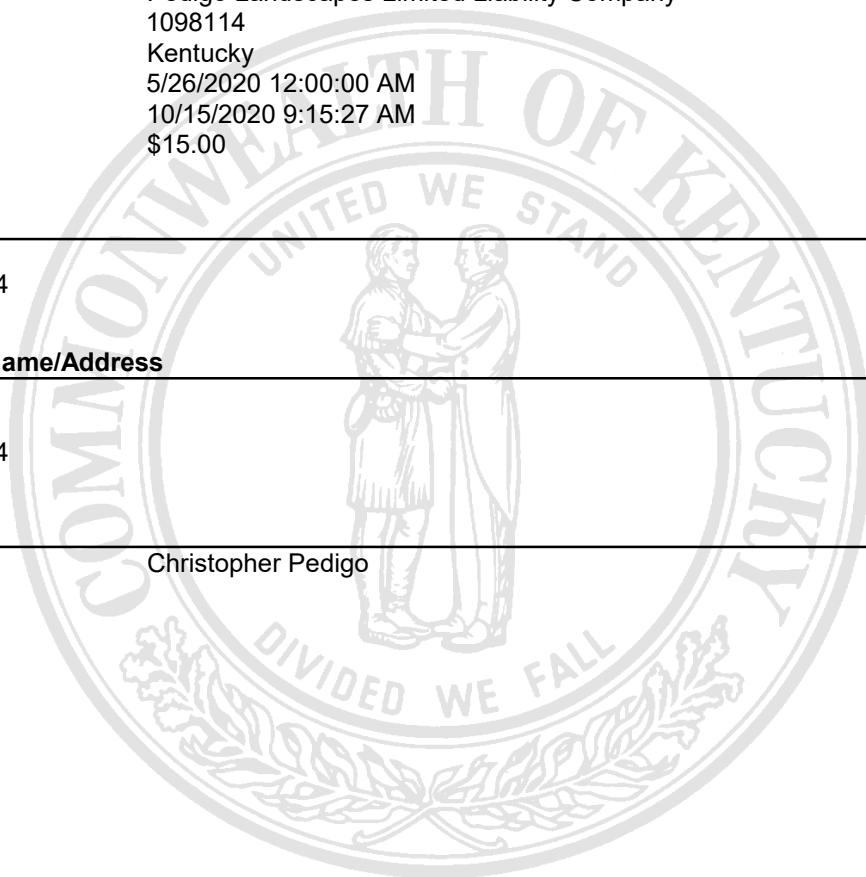 Pedigo Landscapes Limited Liability Company
1098114
Kentucky
5/26/2020 12:00:00 AM
10/15/2020 9:15:27 AM
$15.00
COMMONWEALTH OF KENTUCKY
UNITED WE STAND
4
ame/Address
4
Christopher Pedigo
DIVIDED WE FALL